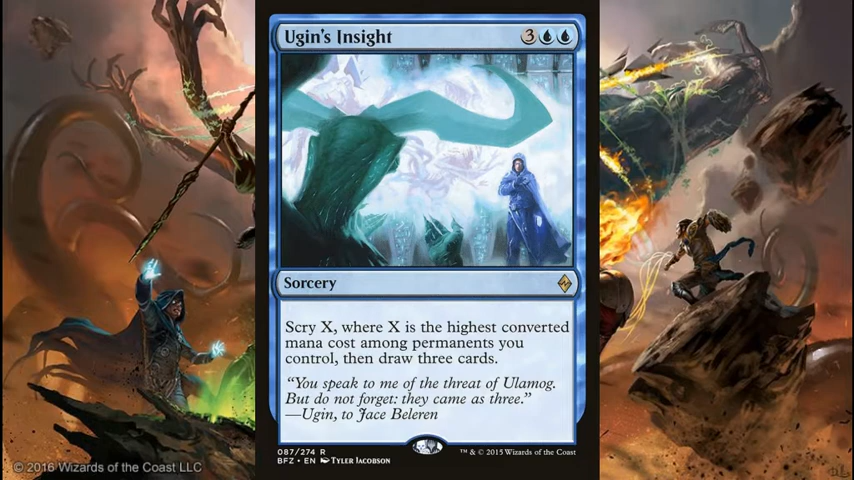 Ugin's Insight 3
Sorcery
Scry X, where X is the highest converted
mana cost among permanents you
control, then draw three cards.
“You speak to me of the threat of Ulamog.
But do not forget: they came as three.”
—Ugin, to Jace Beleren
087/274 R
BFZ • EN Tyler Jacobson
™ & © 2015 Wizards of the Coast
© 2016 Wizards of the Coast LLC